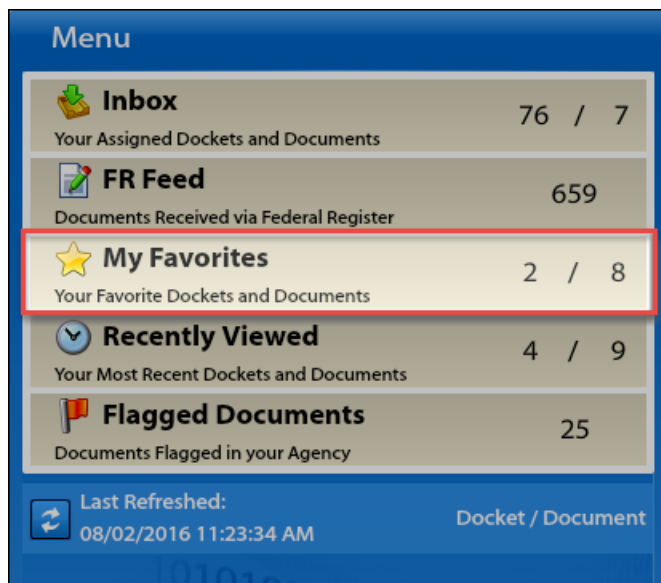 Menu
Inbox 76 / 7
Your Assigned Dockets and Documents
FR Feed 659
Documents Received via Federal Register
My Favorites 2 / 8
Your Favorite Dockets and Documents
Recently Viewed 4 / 9
Your Most Recent Dockets and Documents
Flagged Documents 25
Documents Flagged in your Agency
Last Refreshed:
08/02/2016 11:23:34 AM Docket / Document